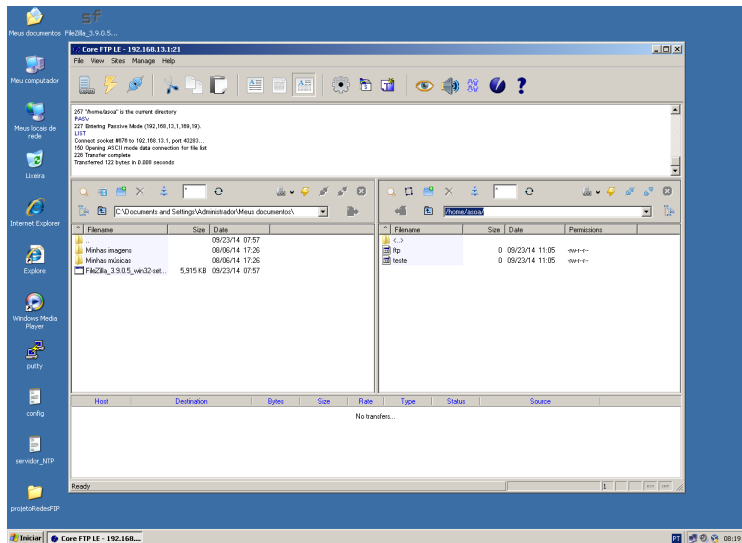 Meus documentos
FileZilla_3.9.0.5...
Meu computador
Meus locais de
rede
Lixeira
Internet Explorer
Explore
Windows Media
Player
putty
config
servidor_NTP
projetoRedesFIP
Core FTP LE - 192.168.13.1:21
File View Sites Manage Help
257 "/home/asoa" is the current directory
PASV
227 Entering Passive Mode (192,168,13,1,169,19).
LIST
Connect socket #676 to 192.168.13.1, port 43283...
150 Opening ASCII mode data connection for file list
226 Transfer complete
Transferred 122 bytes in 0.000 seconds
C:\Documents and Settings\Administrador\Meus documentos\
^ Filename Size Date
..
09/23/14 07:57
Minhas imagens 08/06/14 17:26
Minhas músicas 08/06/14 17:26
FileZilla_3.9.0.5_win32-set... 5,915 KB 09/23/14 07:57
/home/asoa/
^ Filename Size Date Permissions
<..>
ftp 0 09/23/14 11:05 -rw-r--r--
teste 0 09/23/14 11:05 -rw-r--r--
Host Destination Bytes Size Rate Type Status Source
No transfers...
Ready
1
Iniciar
Core FTP LE - 192.168....
PT
08:19